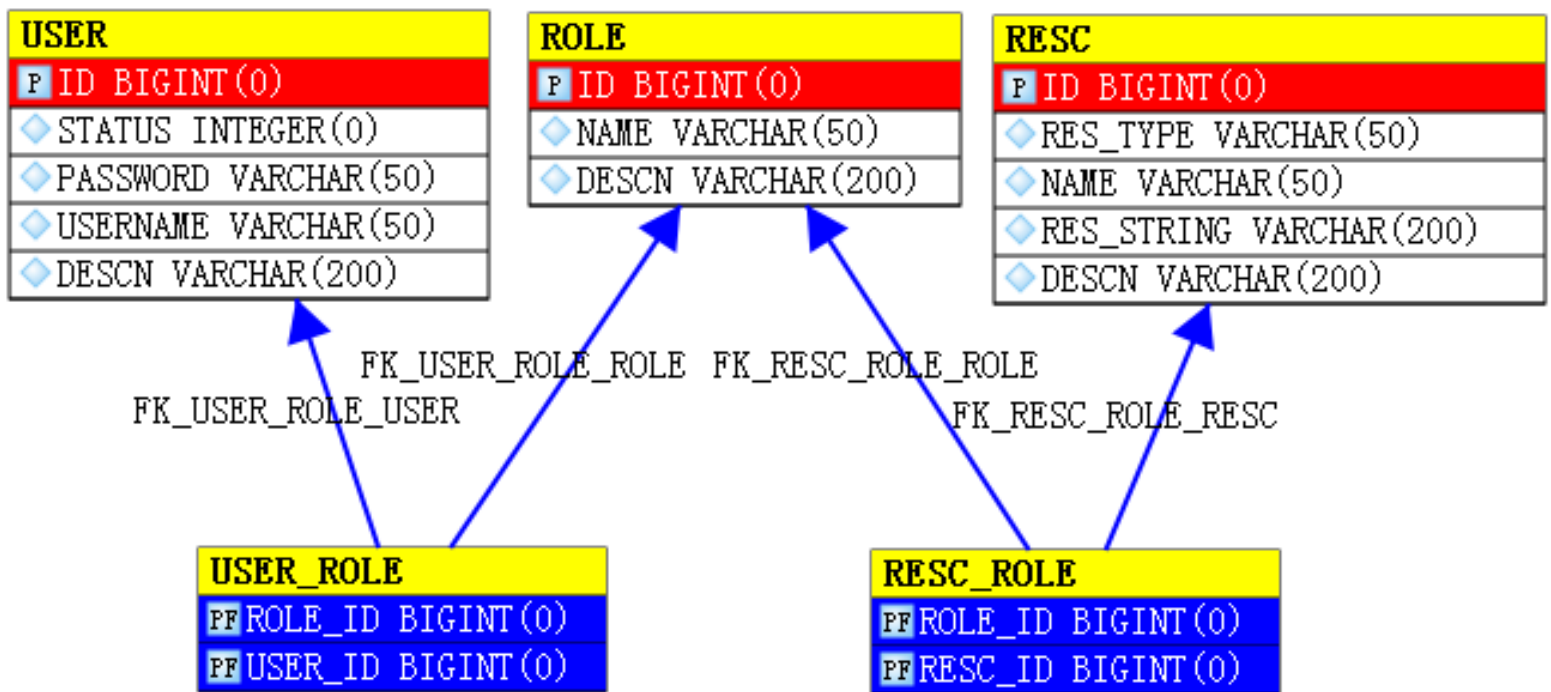 USER
P ID BIGINT(0)
STATUS INTEGER(0)
PASSWORD VARCHAR(50)
USERNAME VARCHAR(50)
DESCN VARCHAR(200)
ROLE
P ID BIGINT(0)
NAME VARCHAR(50)
DESCN VARCHAR(200)
RESC
P ID BIGINT(0)
RES_TYPE VARCHAR(50)
NAME VARCHAR(50)
RES_STRING VARCHAR(200)
DESCN VARCHAR(200)
FK_USER_ROLE_ROLE
FK_RESC_ROLE_ROLE
FK_USER_ROLE_USER
FK_RESC_ROLE_RESC
USER_ROLE
PF ROLE_ID BIGINT(0)
PF USER_ID BIGINT(0)
RESC_ROLE
PF ROLE_ID BIGINT(0)
PF RESC_ID BIGINT(0)